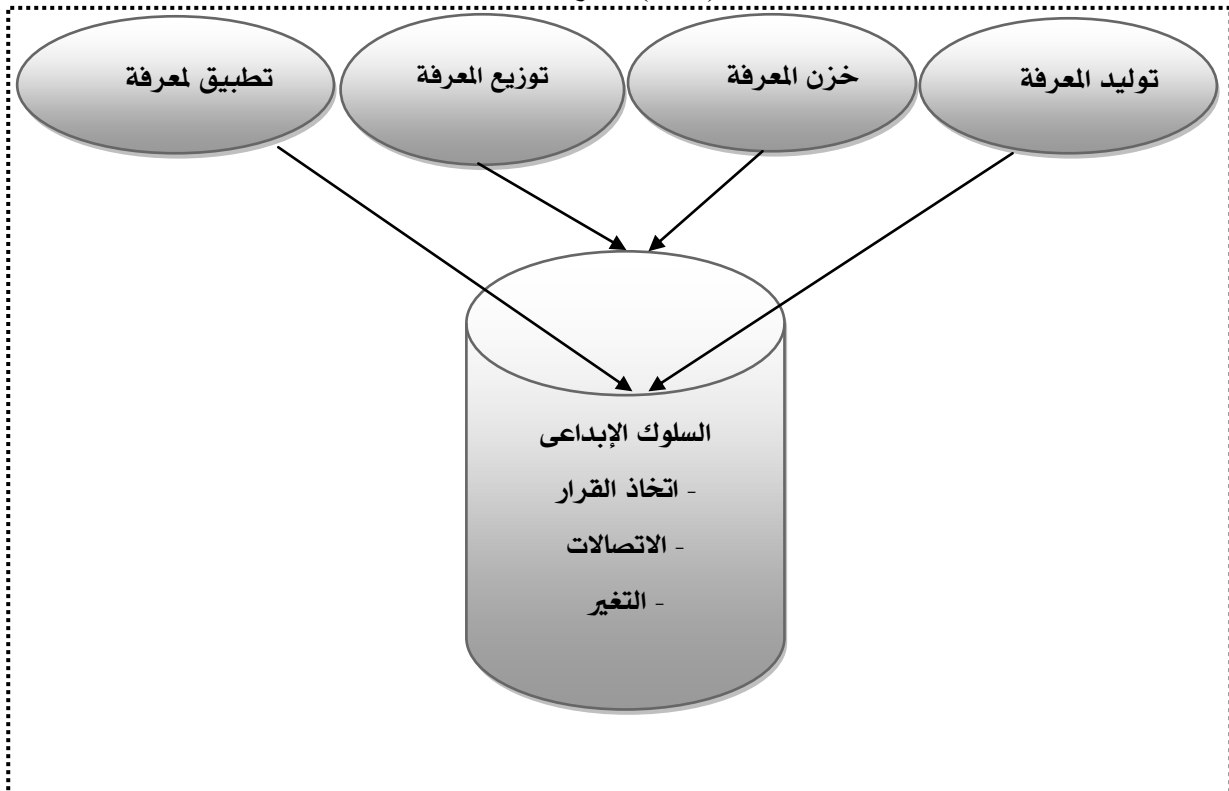 توليد المعرفة
خزن المعرفة
توزيع المعرفة
تطبيق لمعرفة
السلوك الإبداعى
- اتخاذ القرار
- الاتصالات
- التغير